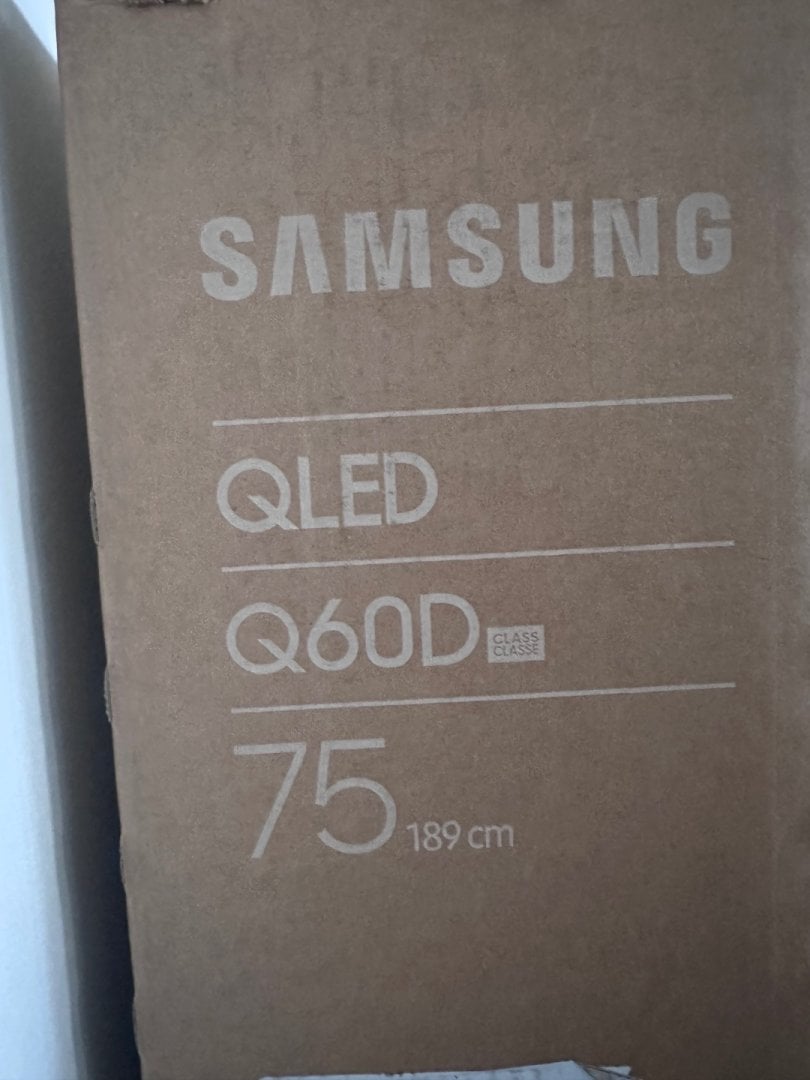 SAMSUNG
QLED
Q60D CLASS
CLASSE
75 189 cm